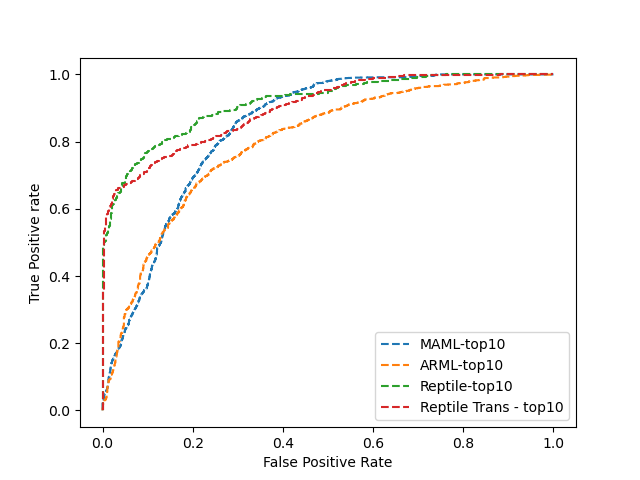 1.0
0.8
0.6
0.4
0.2
0.0
True Positive rate
0.0 0.2 0.4 0.6 0.8 1.0
False Positive Rate
MAML-top10
ARML-top10
Reptile-top10
Reptile Trans - top10